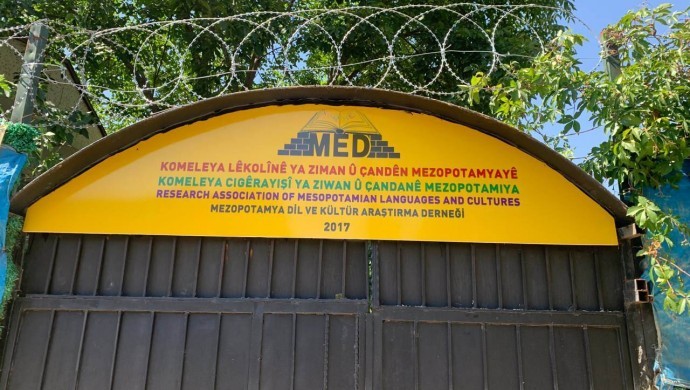 MED
KOMELEYA LÊKOLÎNÊ YA ZIMAN Û ÇANDÊN MEZOPOTAMYAYÊ
KOMELEYA CIGÊRAYIŞÎ YA ZIWAN Û ÇANDANÊ MEZOPOTAMIYA
RESEARCH ASSOCIATION OF MESOPOTAMIAN LANGUAGES AND CULTURES
MEZOPOTAMYA DİL VE KÜLTÜR ARAŞTIRMA DERNEĞİ
2017